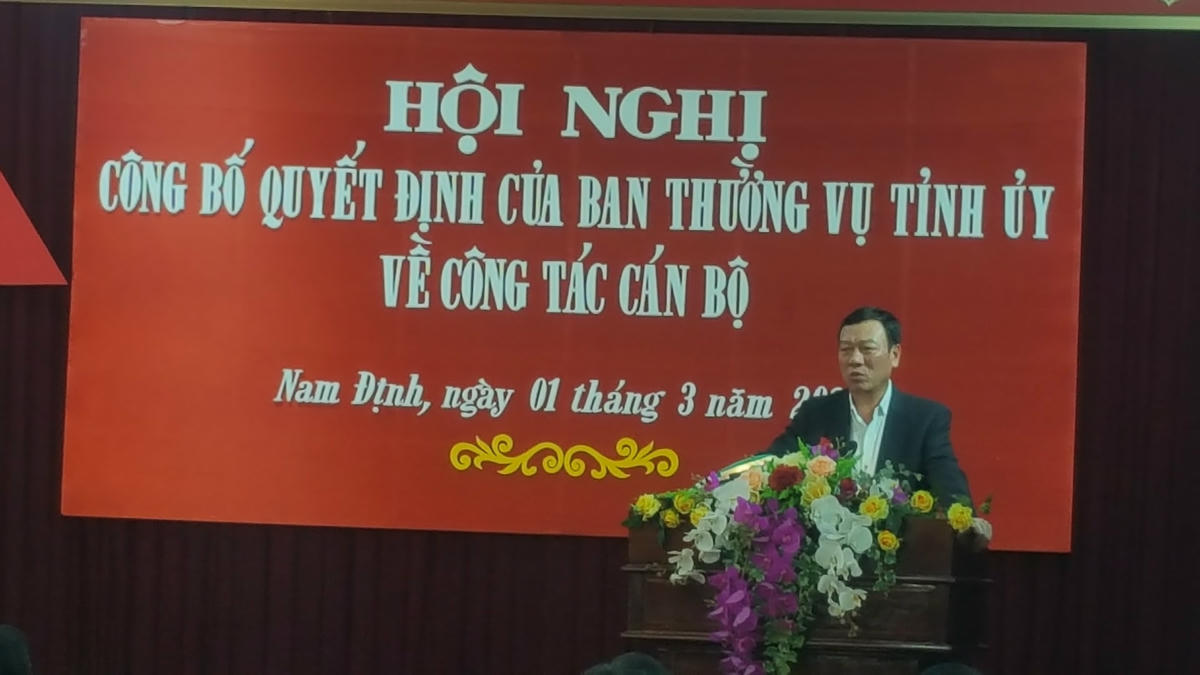 HỘI NGHỊ
CÔNG BỐ QUYẾT ĐỊNH CỦA BAN THƯỜNG VỤ TỈNH ỦY
VỀ CÔNG TÁC CÁN BỘ
Nam Định, ngày 01 tháng 3 năm